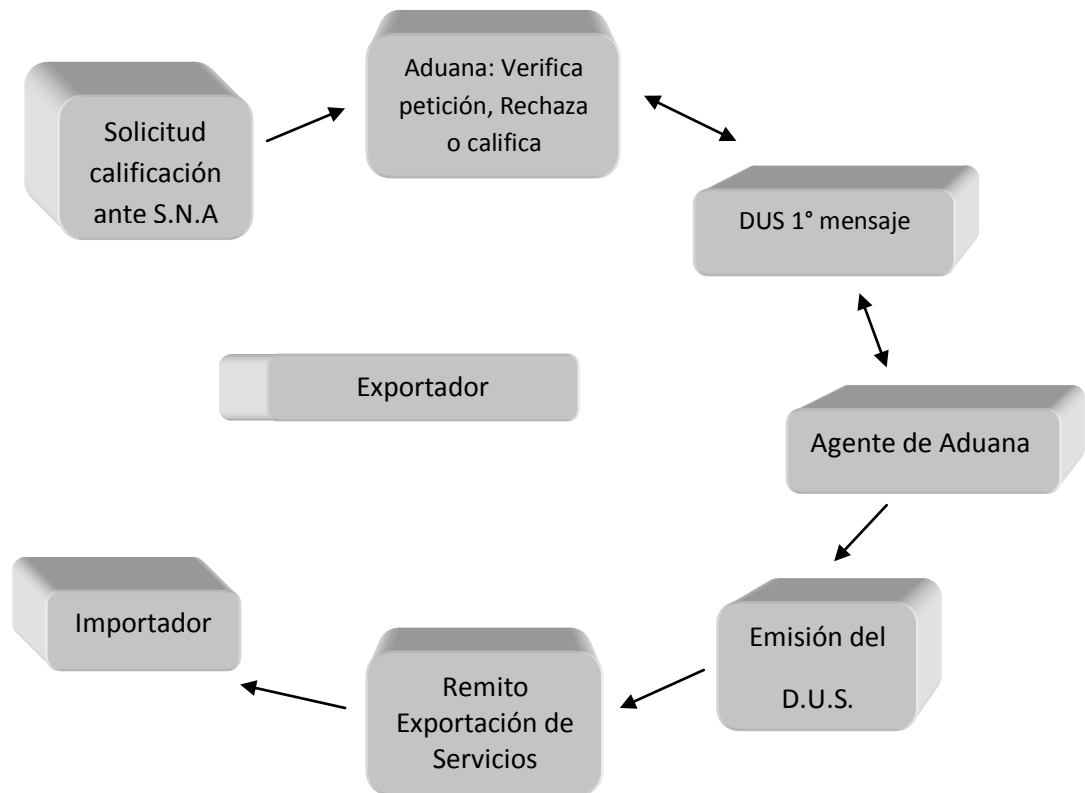 Solicitud
calificación
ante S.N.A
Aduana: Verifica
petición, Rechaza
o califica
DUS 1° mensaje
Exportador
Agente de Aduana
Emisión del
D.U.S.
Remito
Exportación de
Servicios
Importador